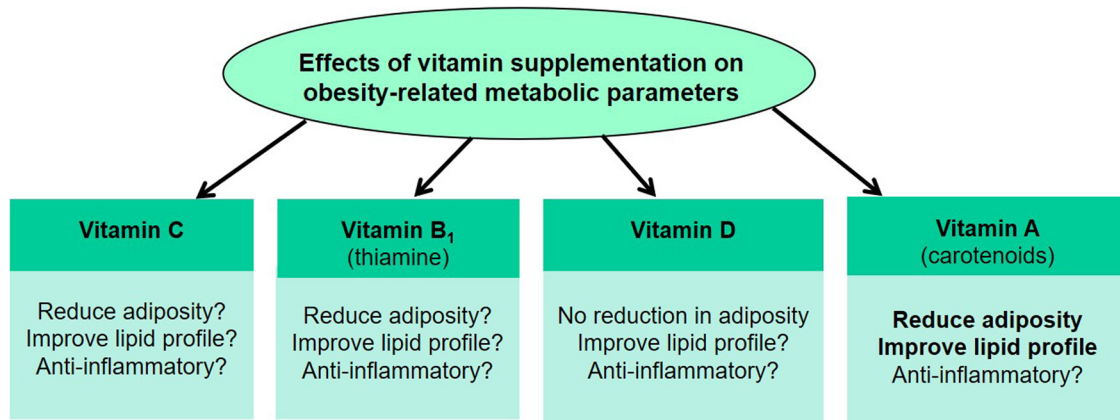 Effects of vitamin supplementation on
obesity-related metabolic parameters
Vitamin C
Reduce adiposity?
Improve lipid profile?
Anti-inflammatory?
Vitamin B₁
(thiamine)
Reduce adiposity?
Improve lipid profile?
Anti-inflammatory?
Vitamin D
No reduction in adiposity
Improve lipid profile?
Anti-inflammatory?
Vitamin A
(carotenoids)
Reduce adiposity
Improve lipid profile
Anti-inflammatory?